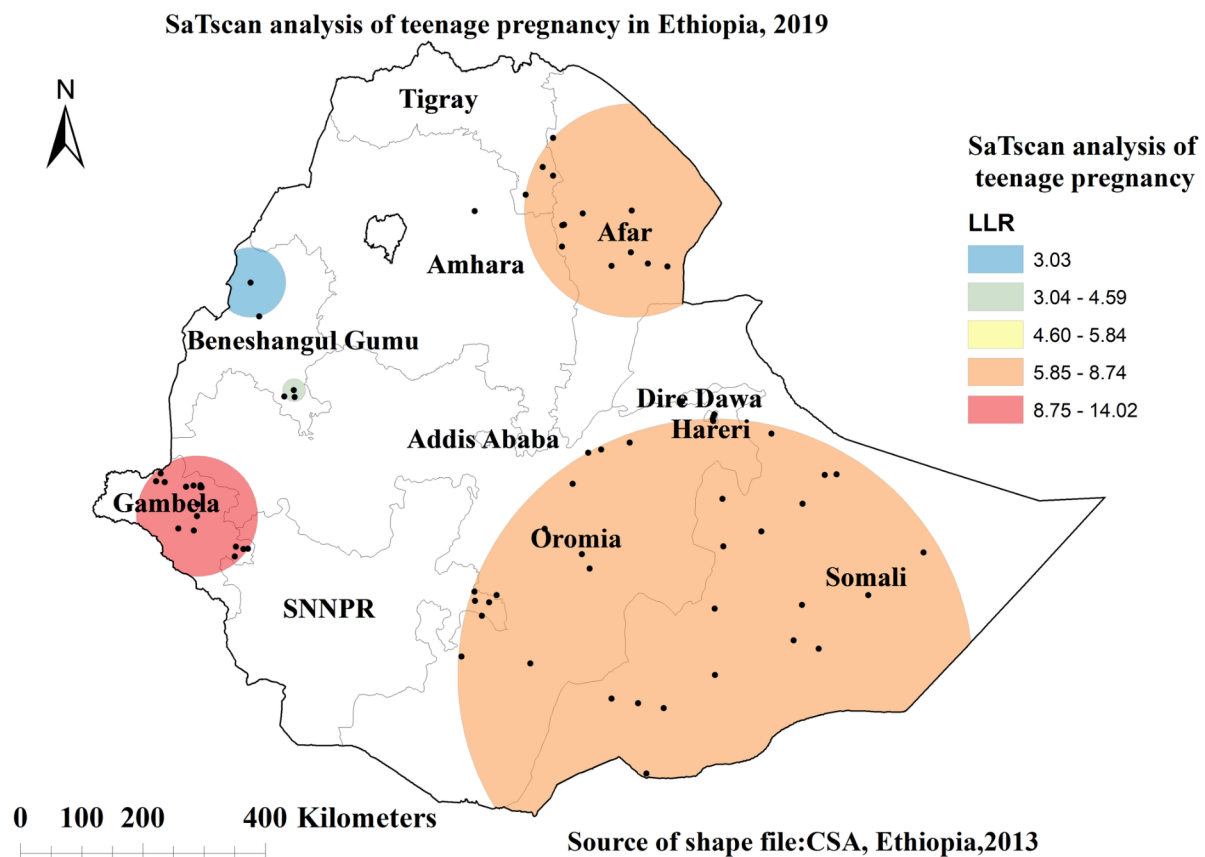 SaTscan analysis of teenage pregnancy in Ethiopia, 2019
N
Tigray
Afar
Amhara
Beneshangul Gumu
Dire Dawa
Hareri
Addis Ababa
Gambela
Oromia
Somali
SNNPR
SaTscan analysis of
teenage pregnancy
LLR
3.03
3.04 - 4.59
4.60 - 5.84
5.85 - 8.74
8.75 - 14.02
0 100 200 400 Kilometers
Source of shape file:CSA, Ethiopia,2013